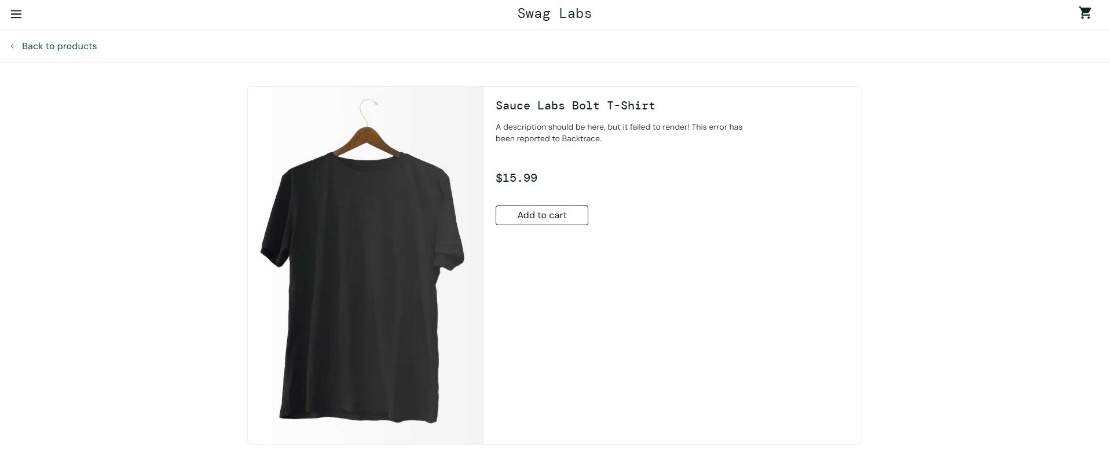 Swag Labs
Back to products
Sauce Labs Bolt T-Shirt
A description should be here, but it failed to render! This error has
been reported to Backtrace.
$15.99
Add to cart